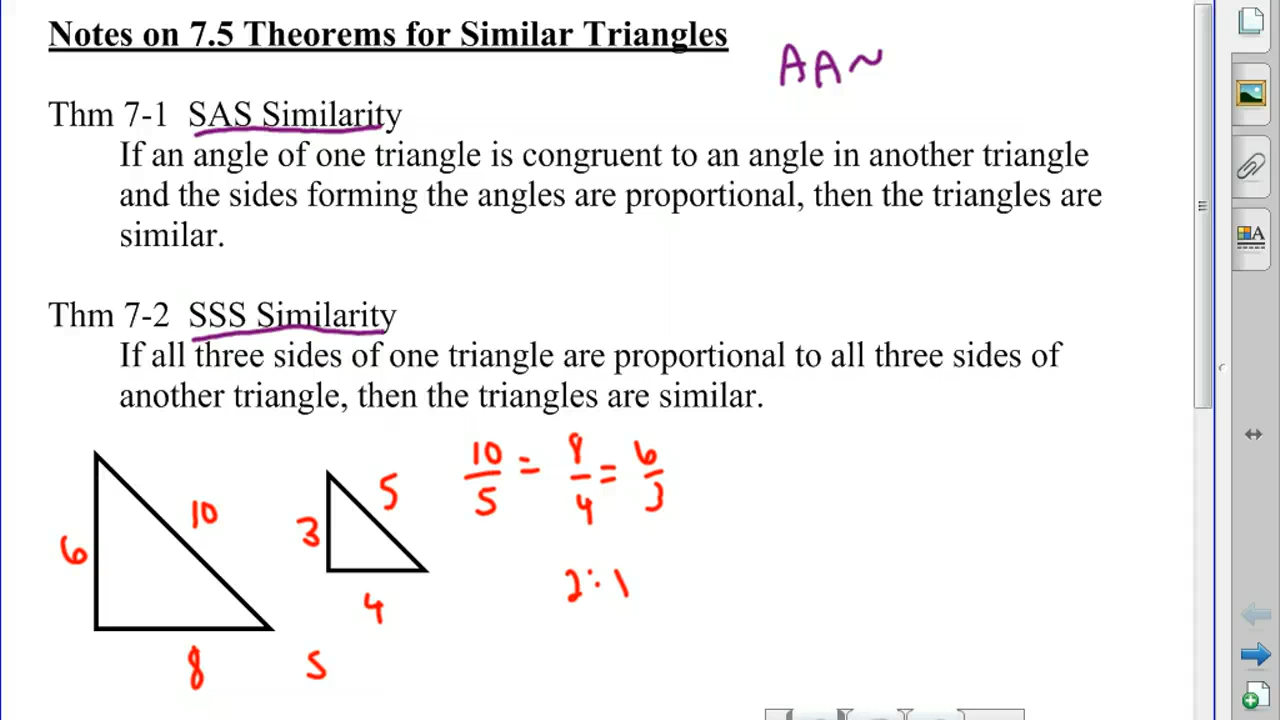 Notes on 7.5 Theorems for Similar Triangles
AA~
Thm 7-1 SAS Similarity
If an angle of one triangle is congruent to an angle in another triangle
and the sides forming the angles are proportional, then the triangles are
similar.
Thm 7-2 SSS Similarity
If all three sides of one triangle are proportional to all three sides of
another triangle, then the triangles are similar.
6
10
8
3
5
4
10/5 = 8/4 = 6/3
2:1
S